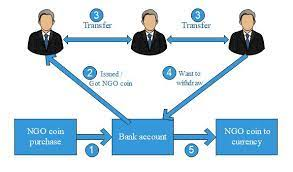 3
3
Transfer
Transfer
2
Issued /
Got NGO coin
4
Want to
withdraw
NGO coin
purchase
1
Bank account
5
NGO coin to
currency